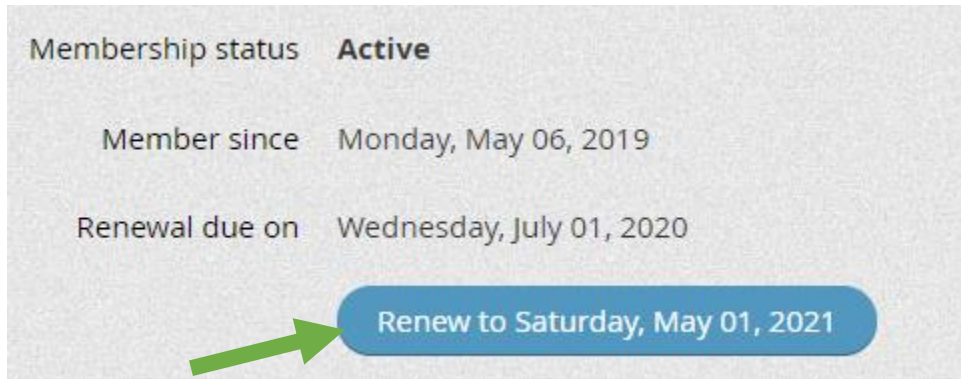 Membership status Active
Member since Monday, May 06, 2019
Renewal due on Wednesday, July 01, 2020
Renew to Saturday, May 01, 2021